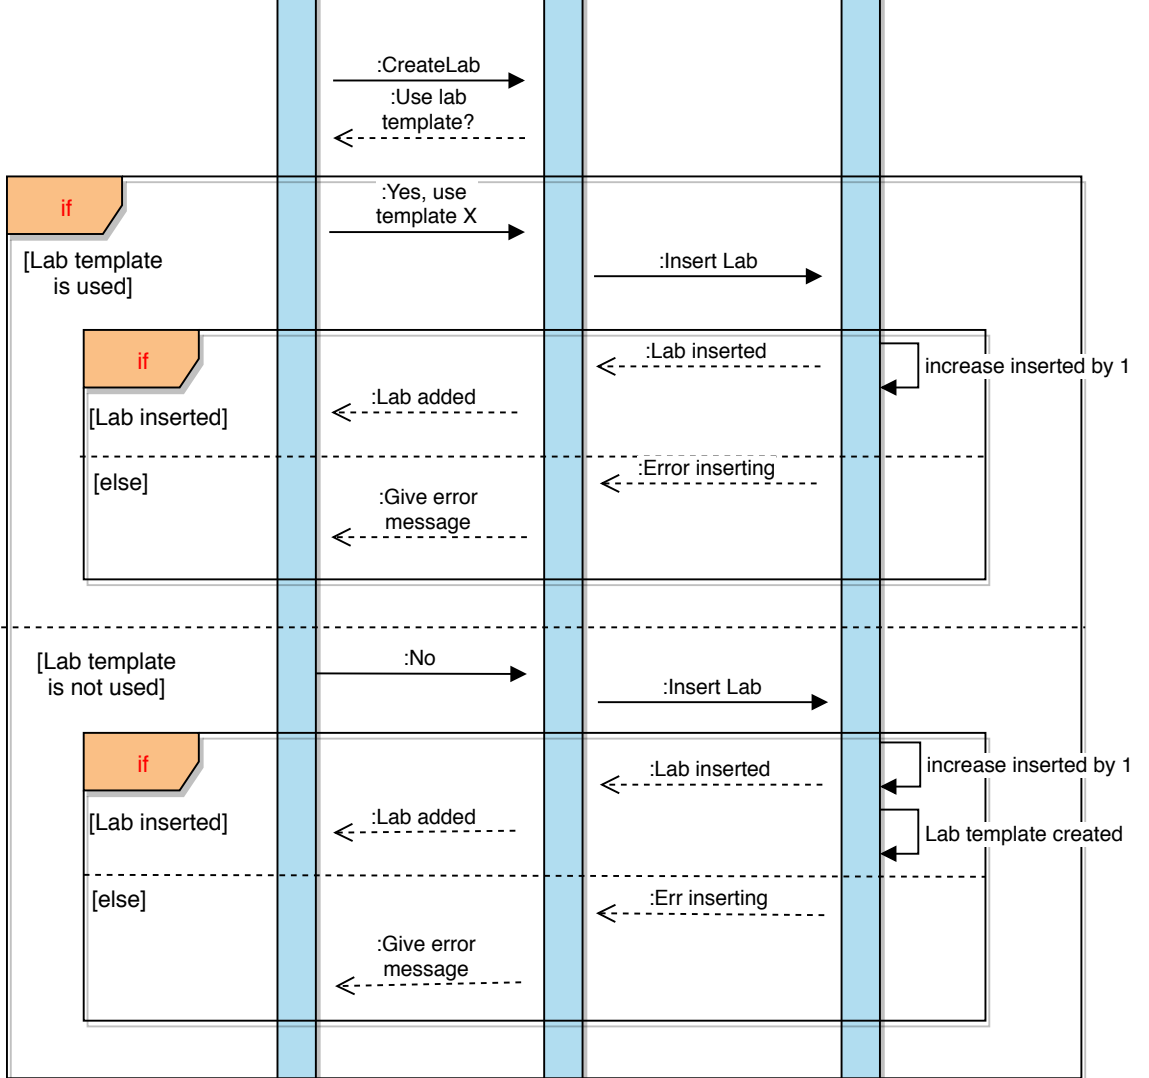 :CreateLab
:Use lab
template?
if
:Yes, use
template X
[Lab template
is used]
:Insert Lab
if
:Lab inserted
increase inserted by 1
:Lab added
[Lab inserted]
:Error inserting
[else]
:Give error
message
[Lab template
is not used]
:No
:Insert Lab
if
:Lab inserted
increase inserted by 1
:Lab added
[Lab inserted]
Lab template created
[else]
:Err inserting
:Give error
message